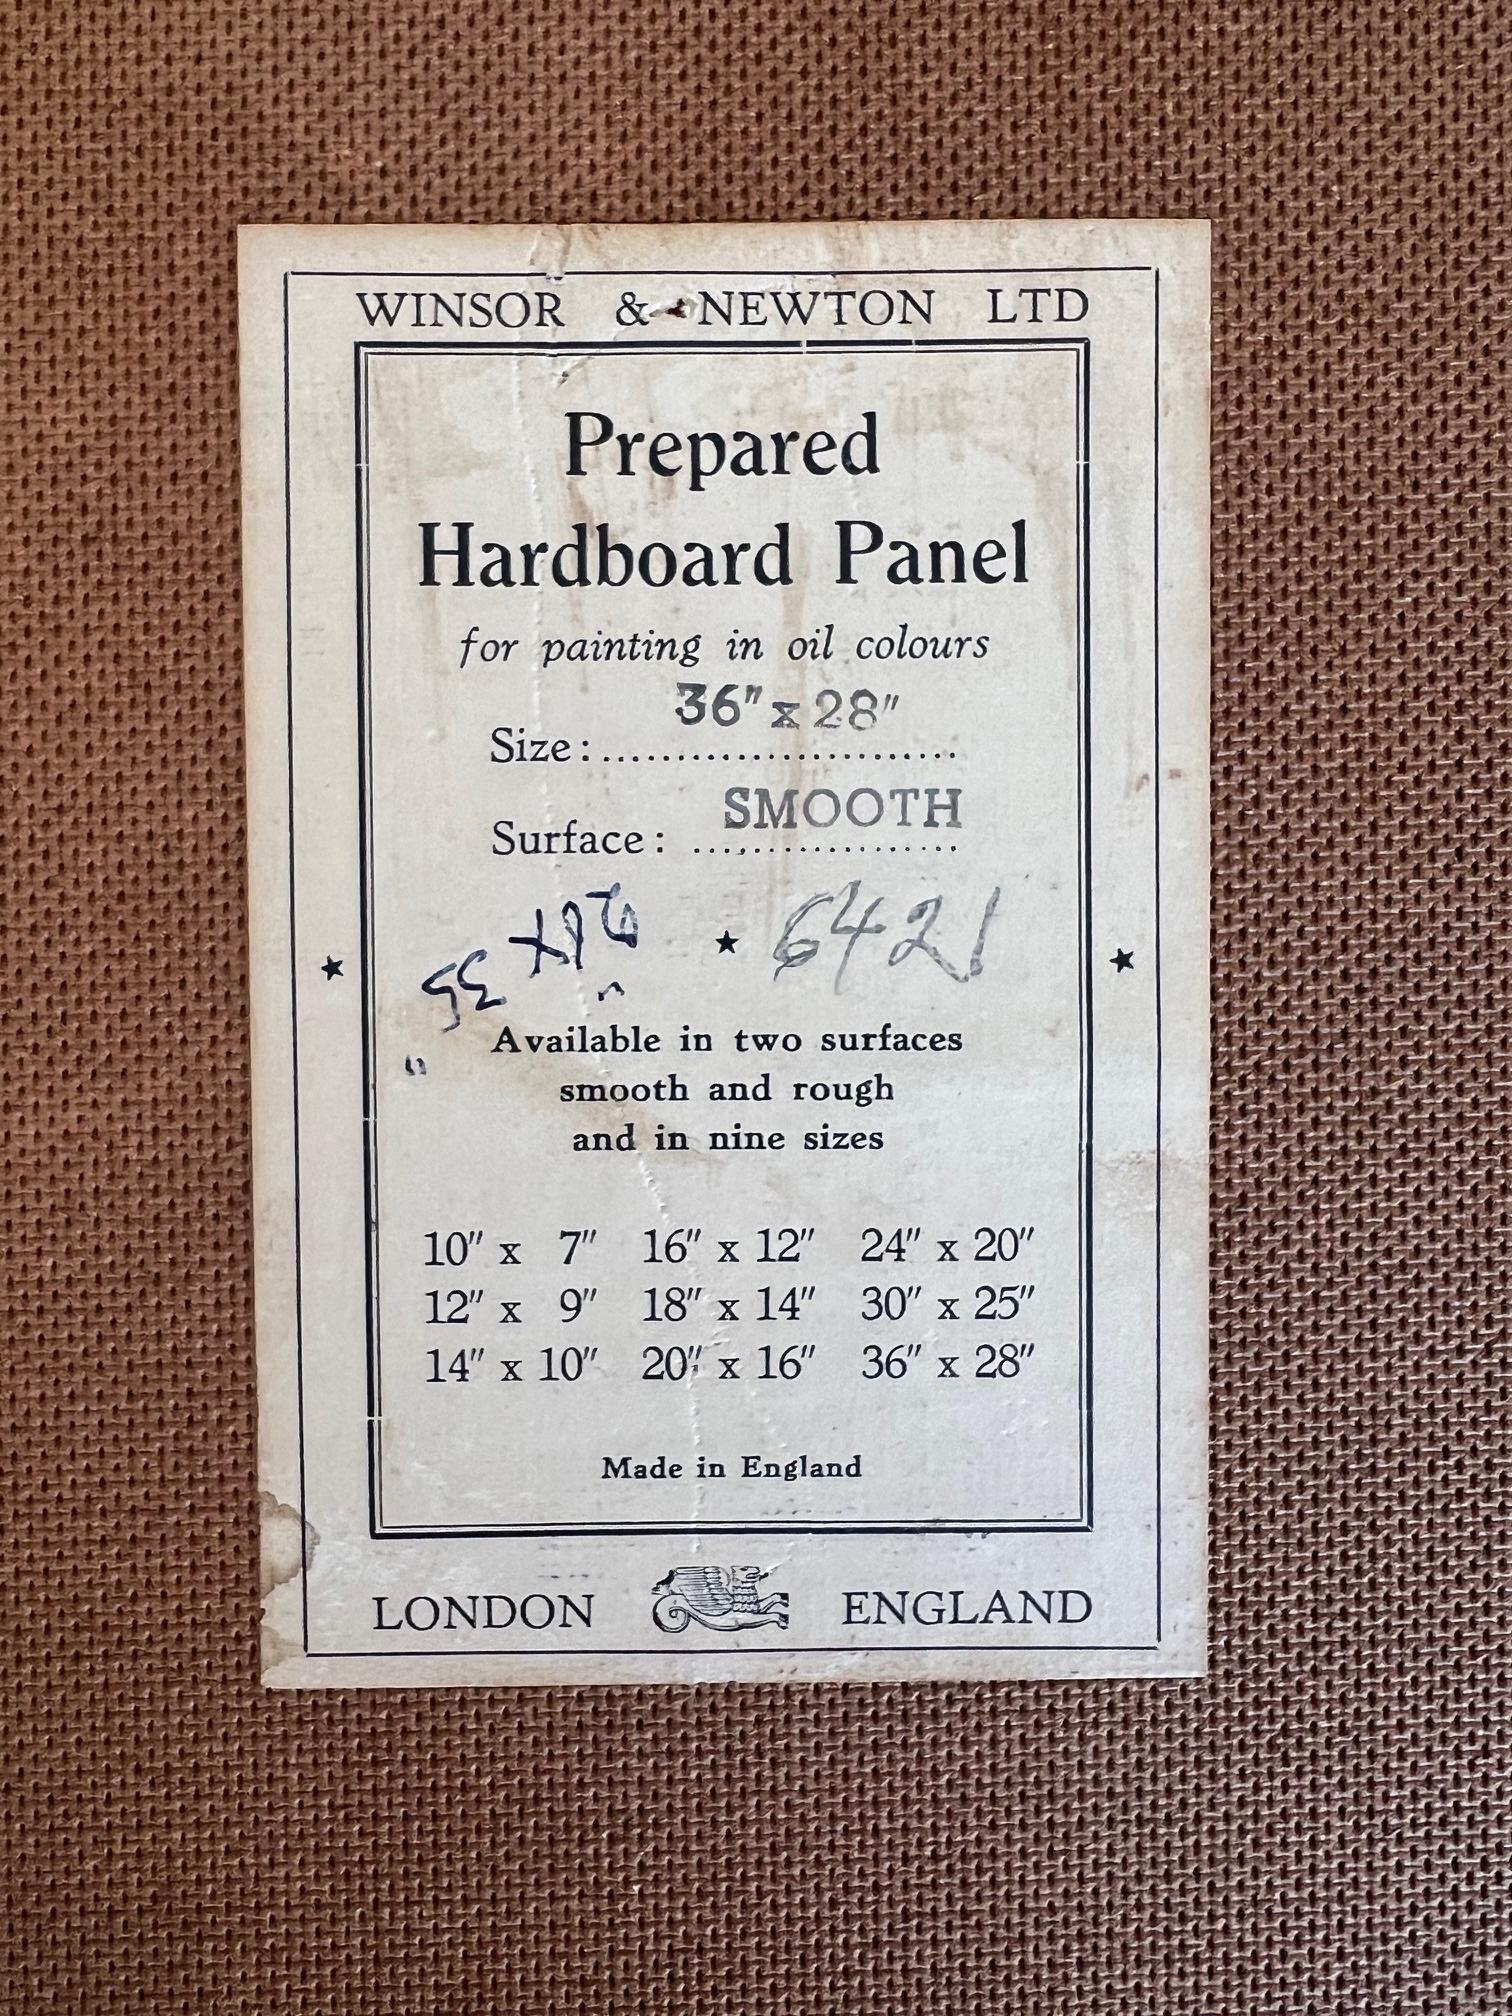 WINSOR & NEWTON LTD
Prepared
Hardboard Panel
for painting in oil colours
36" x 28"
Size: ........................
SMOOTH
Surface: ..................
6421
Available in two surfaces
smooth and rough
and in nine sizes
10" x 7" 16" x 12" 24" x 20"
12" x 9" 18" x 14" 30" x 25"
14" x 10" 20" x 16" 36" x 28"
Made in England
LONDON ENGLAND